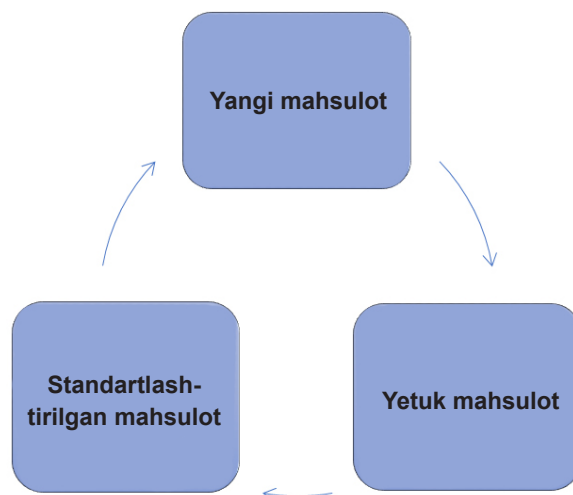 Yangi mahsulot
Standartlash-
tirilgan mahsulot
Yetuk mahsulot